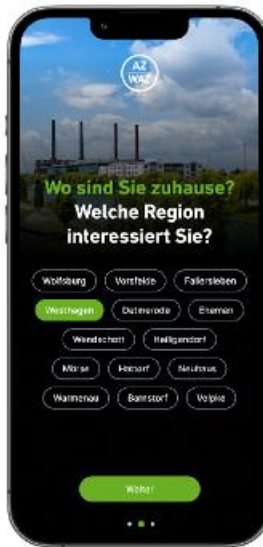 AZ
WAZ
Wo sind Sie zuhause?
Welche Region
interessiert Sie?
Wolfsburg Vorsfelde Fallersleben
Westhagen Detmerode Ehemen
Wendschott Heiligendorf
Mörse Hattorf Neuhaus
Warmenau Barnstorf Velpke
Weiter